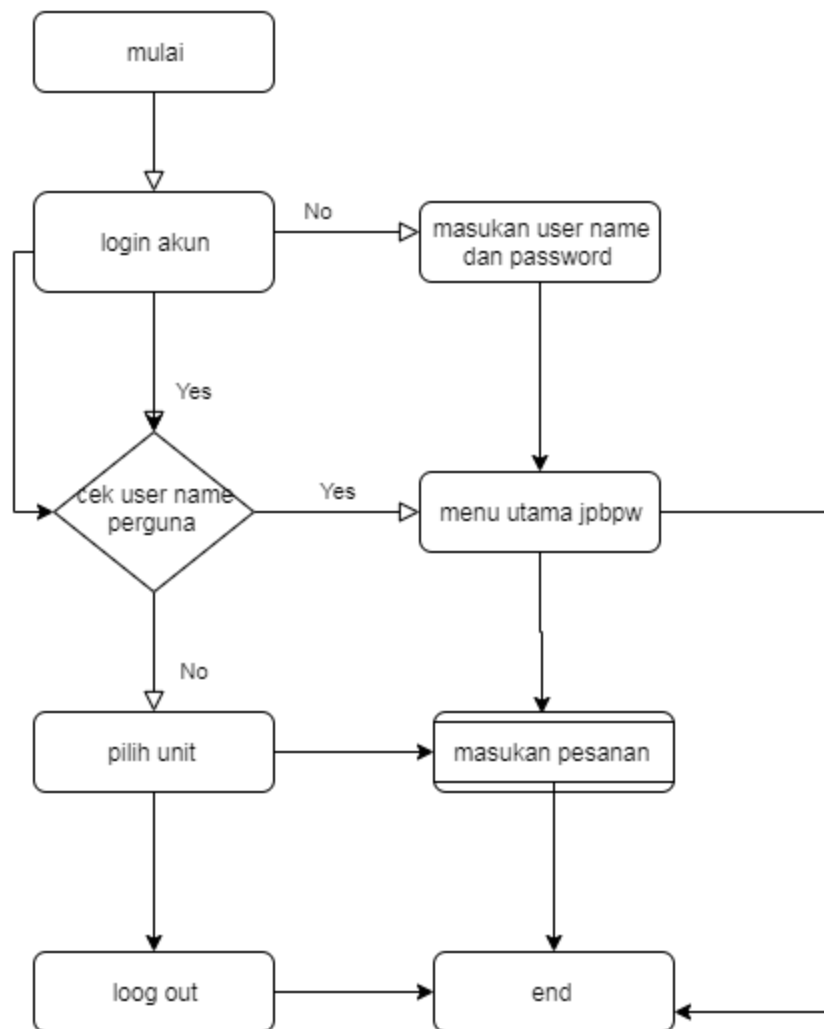 mulai
login akun
No
masukan user name
dan password
Yes
cek user name
perguna
Yes
menu utama jpbpw
No
pilih unit
masukan pesanan
loog out
end